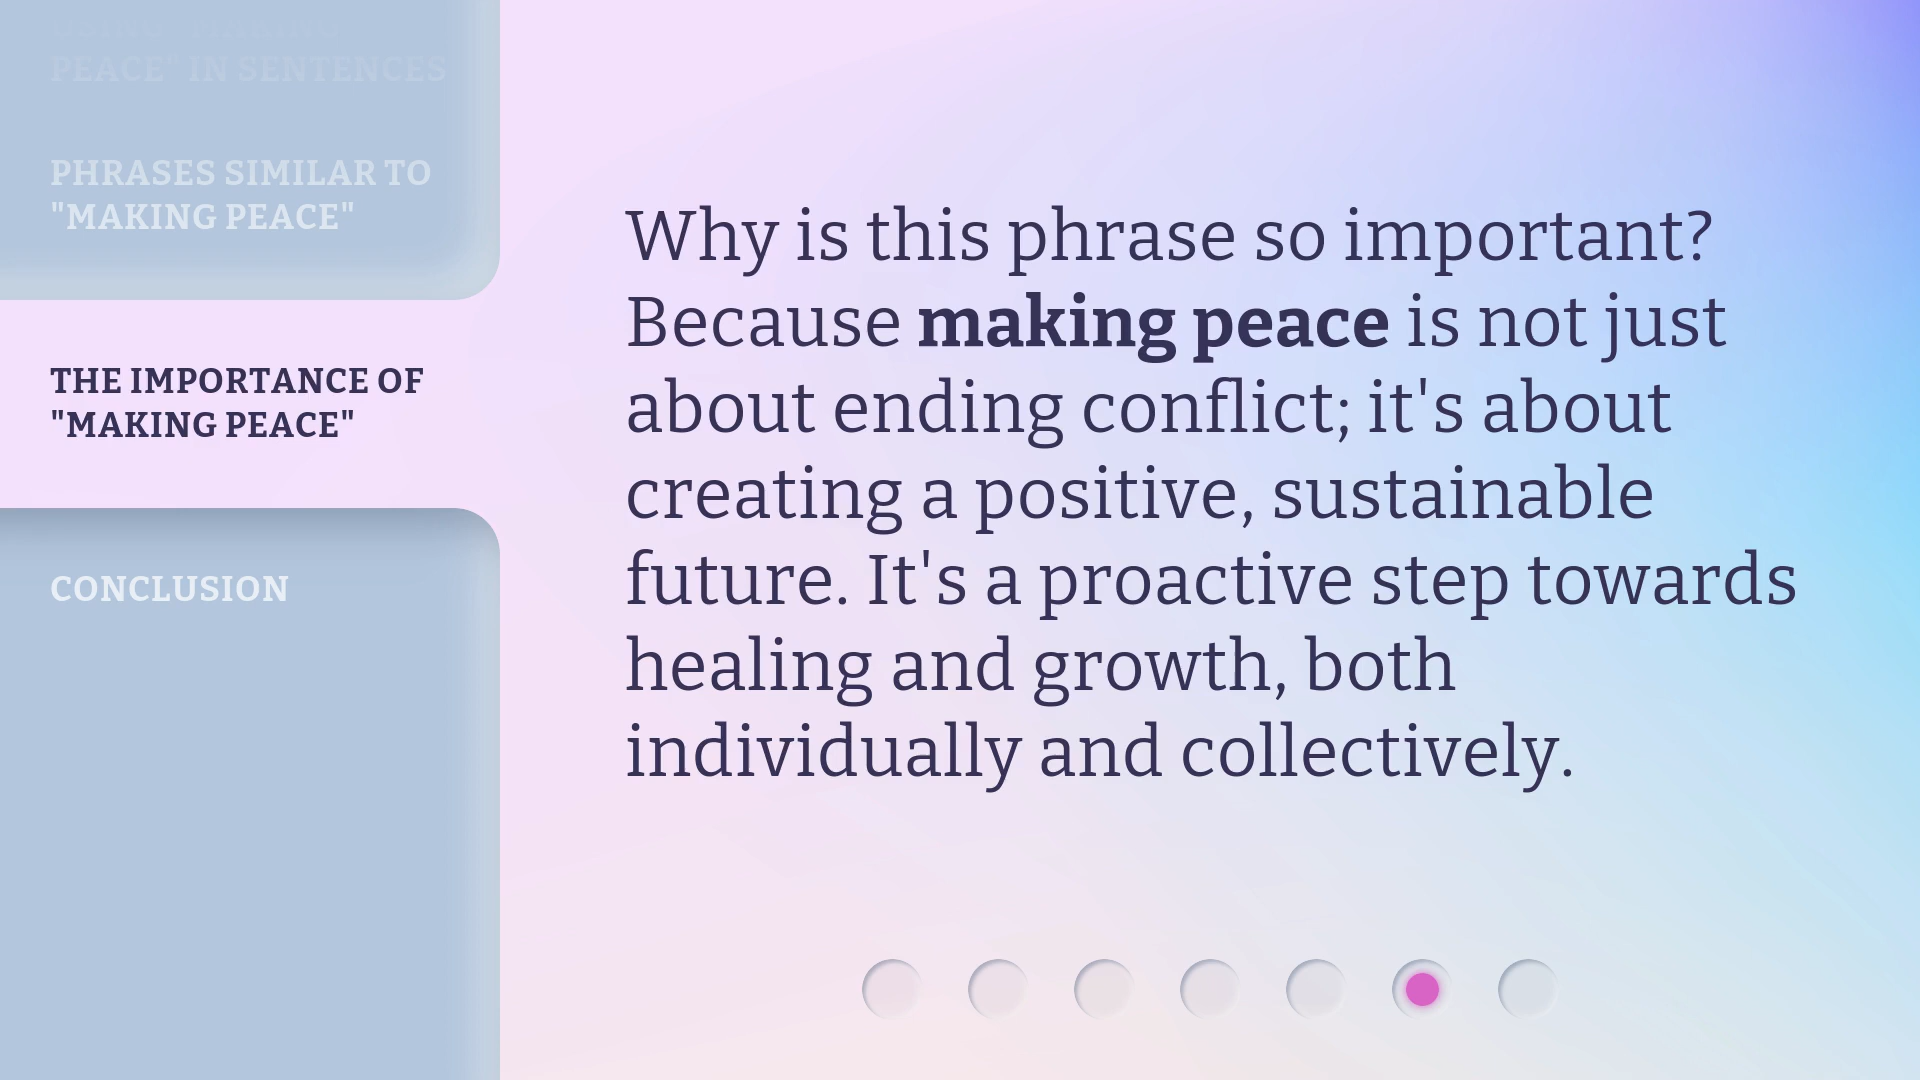 PEACE" IN SENTENCES
PHRASES SIMILAR TO
"MAKING PEACE"
THE IMPORTANCE OF
"MAKING PEACE"
CONCLUSION
Why is this phrase so important?
Because making peace is not just
about ending conflict; it's about
creating a positive, sustainable
future. It's a proactive step towards
healing and growth, both
individually and collectively.